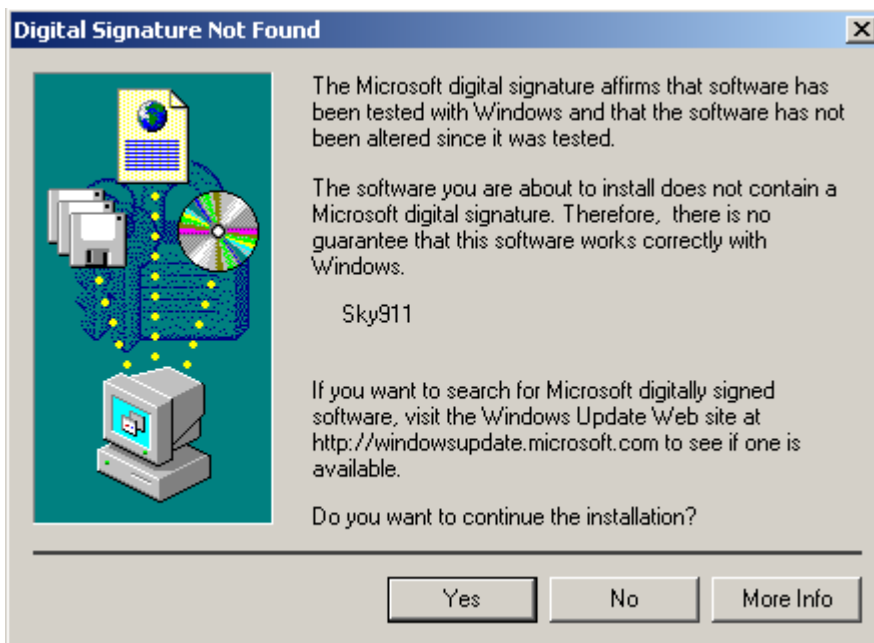 Digital Signature Not Found
The Microsoft digital signature affirms that software has
been tested with Windows and that the software has not
been altered since it was tested.
The software you are about to install does not contain a
Microsoft digital signature. Therefore,  there is no
guarantee that this software works correctly with
Windows.
Sky911
If you want to search for Microsoft digitally signed
software, visit the Windows Update Web site at
http://windowsupdate.microsoft.com to see if one is
available.
Do you want to continue the installation?
Yes
No
More Info